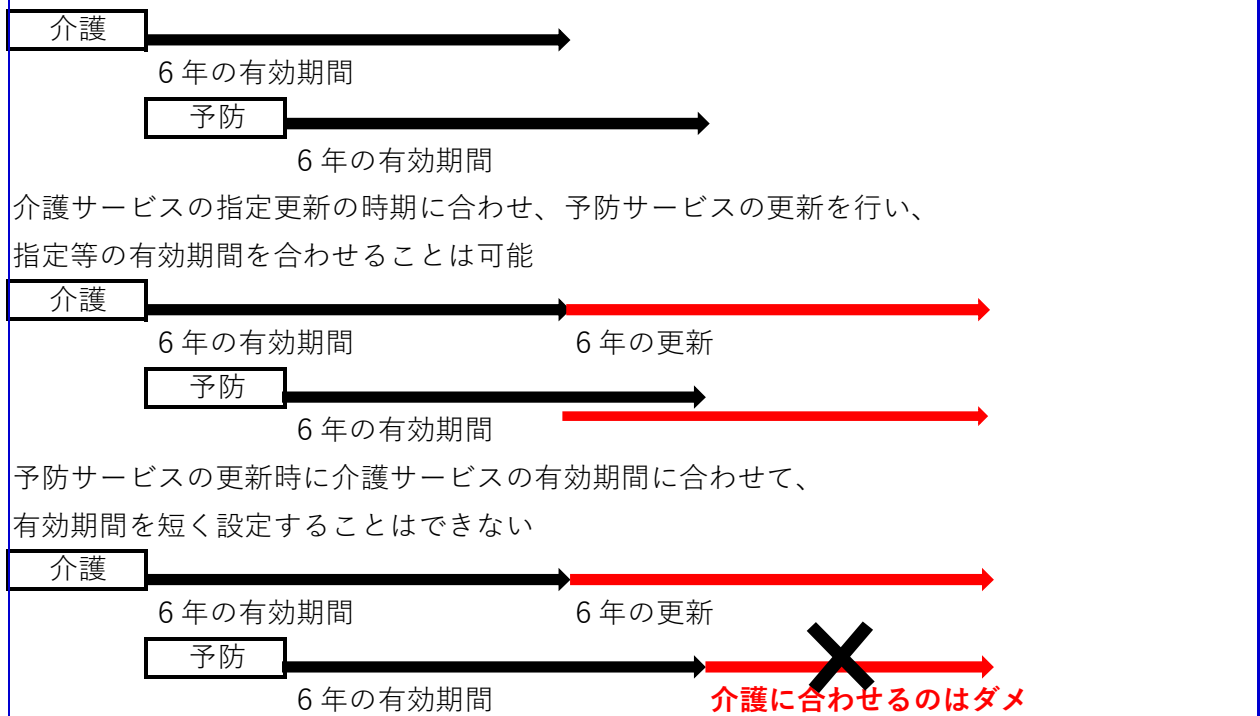 介護
6年の有効期間
予防
6年の有効期間
介護サービスの指定更新の時期に合わせ、予防サービスの更新を行い、
指定等の有効期間を合わせることは可能
介護
6年の有効期間 6年の更新
予防
6年の有効期間
予防サービスの更新時に介護サービスの有効期間に合わせて、
有効期間を短く設定することはできない
介護
6年の有効期間 6年の更新
予防
6年の有効期間 介護に合わせるのはダメ